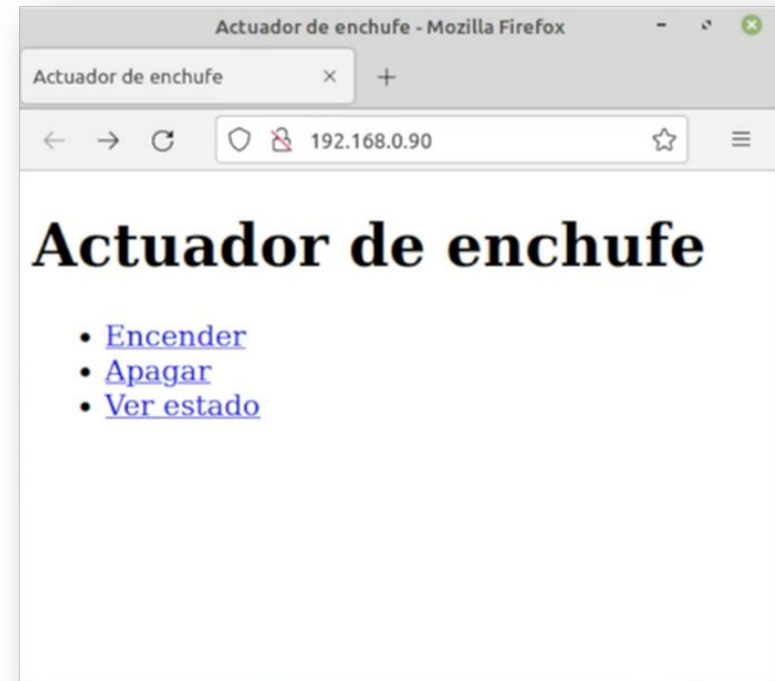 Actuador de enchufe - Mozilla Firefox
Actuador de enchufe
192.168.0.90
Actuador de enchufe
Encender
Apagar
Ver estado